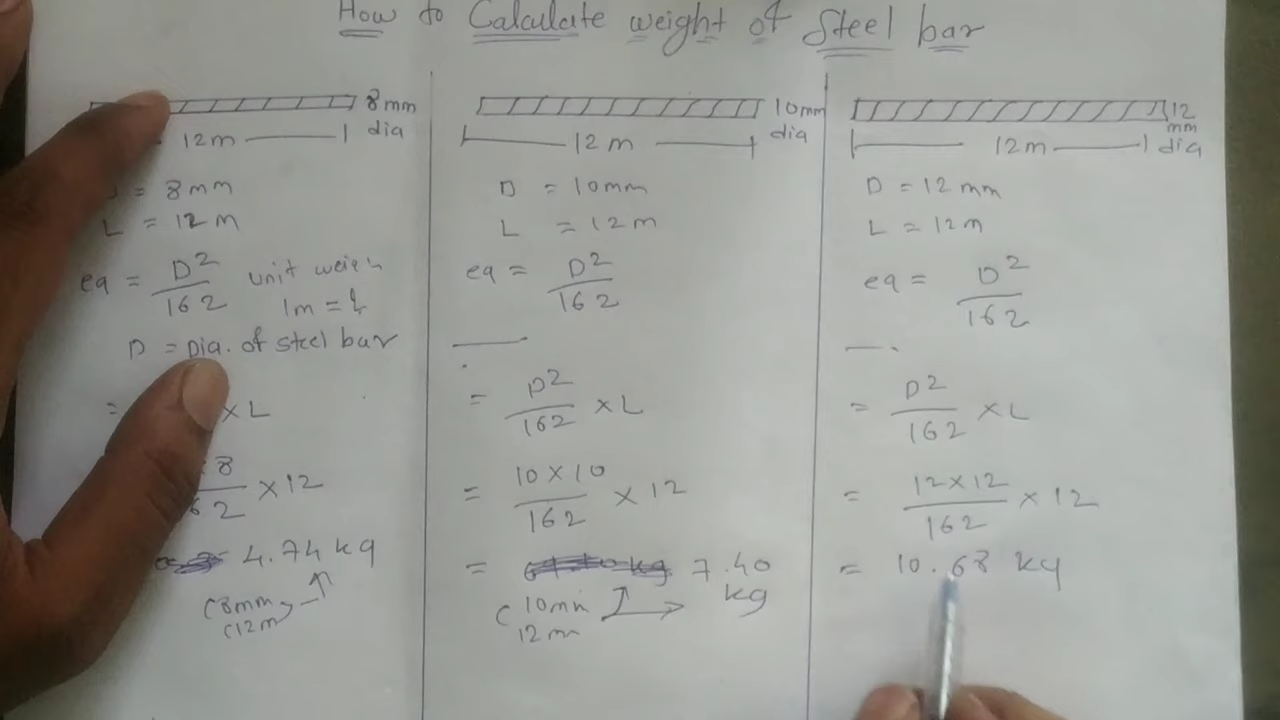 How to Calculate weight of Steel bar
8mm
dia
12m
= 8mm
L = 12 m
eq = D²/162 unit
1m =
D = Dia. of steel bar
= × L
8/62 × 12
4.74 kg
(8mm
(12m
10mm
dia
12m
D = 10mm
L = 12m
eq = D²/162
= D²/162 × L
= 10×10/162 × 12
= 7.40
kg
(10mm
12m
12
mm
dia
12m
D = 12mm
L = 12m
eq = D²/162
= D²/162 × L
= 12×12/162 × 12
= 10.68 kg